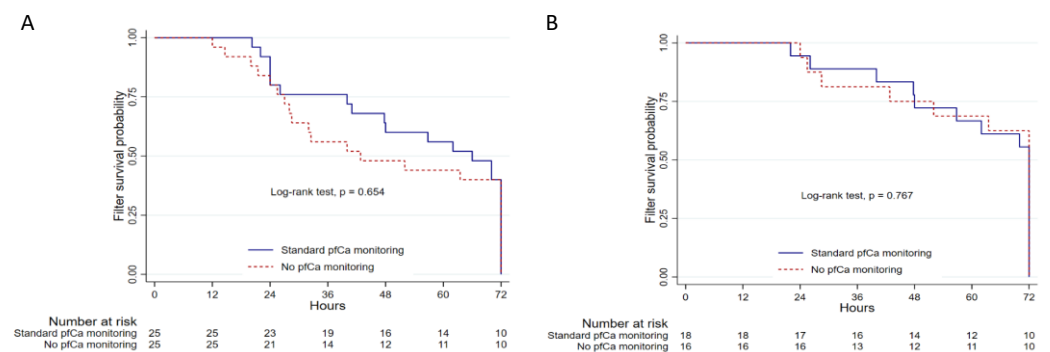 A
Filter survival probability
1.00
0.75
0.50
0.25
0.00
Log-rank test, p = 0.654
Standard pfCa monitoring
No pfCa monitoring
0 12 24 36 48 60 72
Hours
Number at risk
Standard pfCa monitoring 25 25 23 19 16 14 10
No pfCa monitoring 25 25 21 14 12 11 10
B
Filter survival probability
1.00
0.75
0.50
0.25
0.00
Log-rank test, p = 0.767
Standard pfCa monitoring
No pfCa monitoring
0 12 24 36 48 60 72
Hours
Number at risk
Standard pfCa monitoring 18 18 17 16 14 12 10
No pfCa monitoring 16 16 16 13 12 11 10